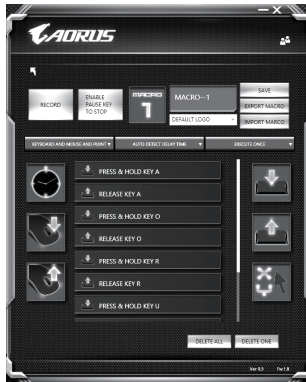 AORUS
RECORD
ENABLE
PAUSE KEY
TO STOP
MACRO
1
MACRO-1
DEFAULT LOGO
SAVE
EXPORT MACRO
IMPORT MARCO
KEYBOARD AND MOUSE AND POINT
AUTO DETECT DELAY TIME
EXECUTE ONCE
PRESS & HOLD KEY A
RELEASE KEY A
PRESS & HOLD KEY O
RELEASE KEY O
PRESS & HOLD KEY R
RELEASE KEY R
PRESS & HOLD KEY U
DELETE ALL
DELETE ONE